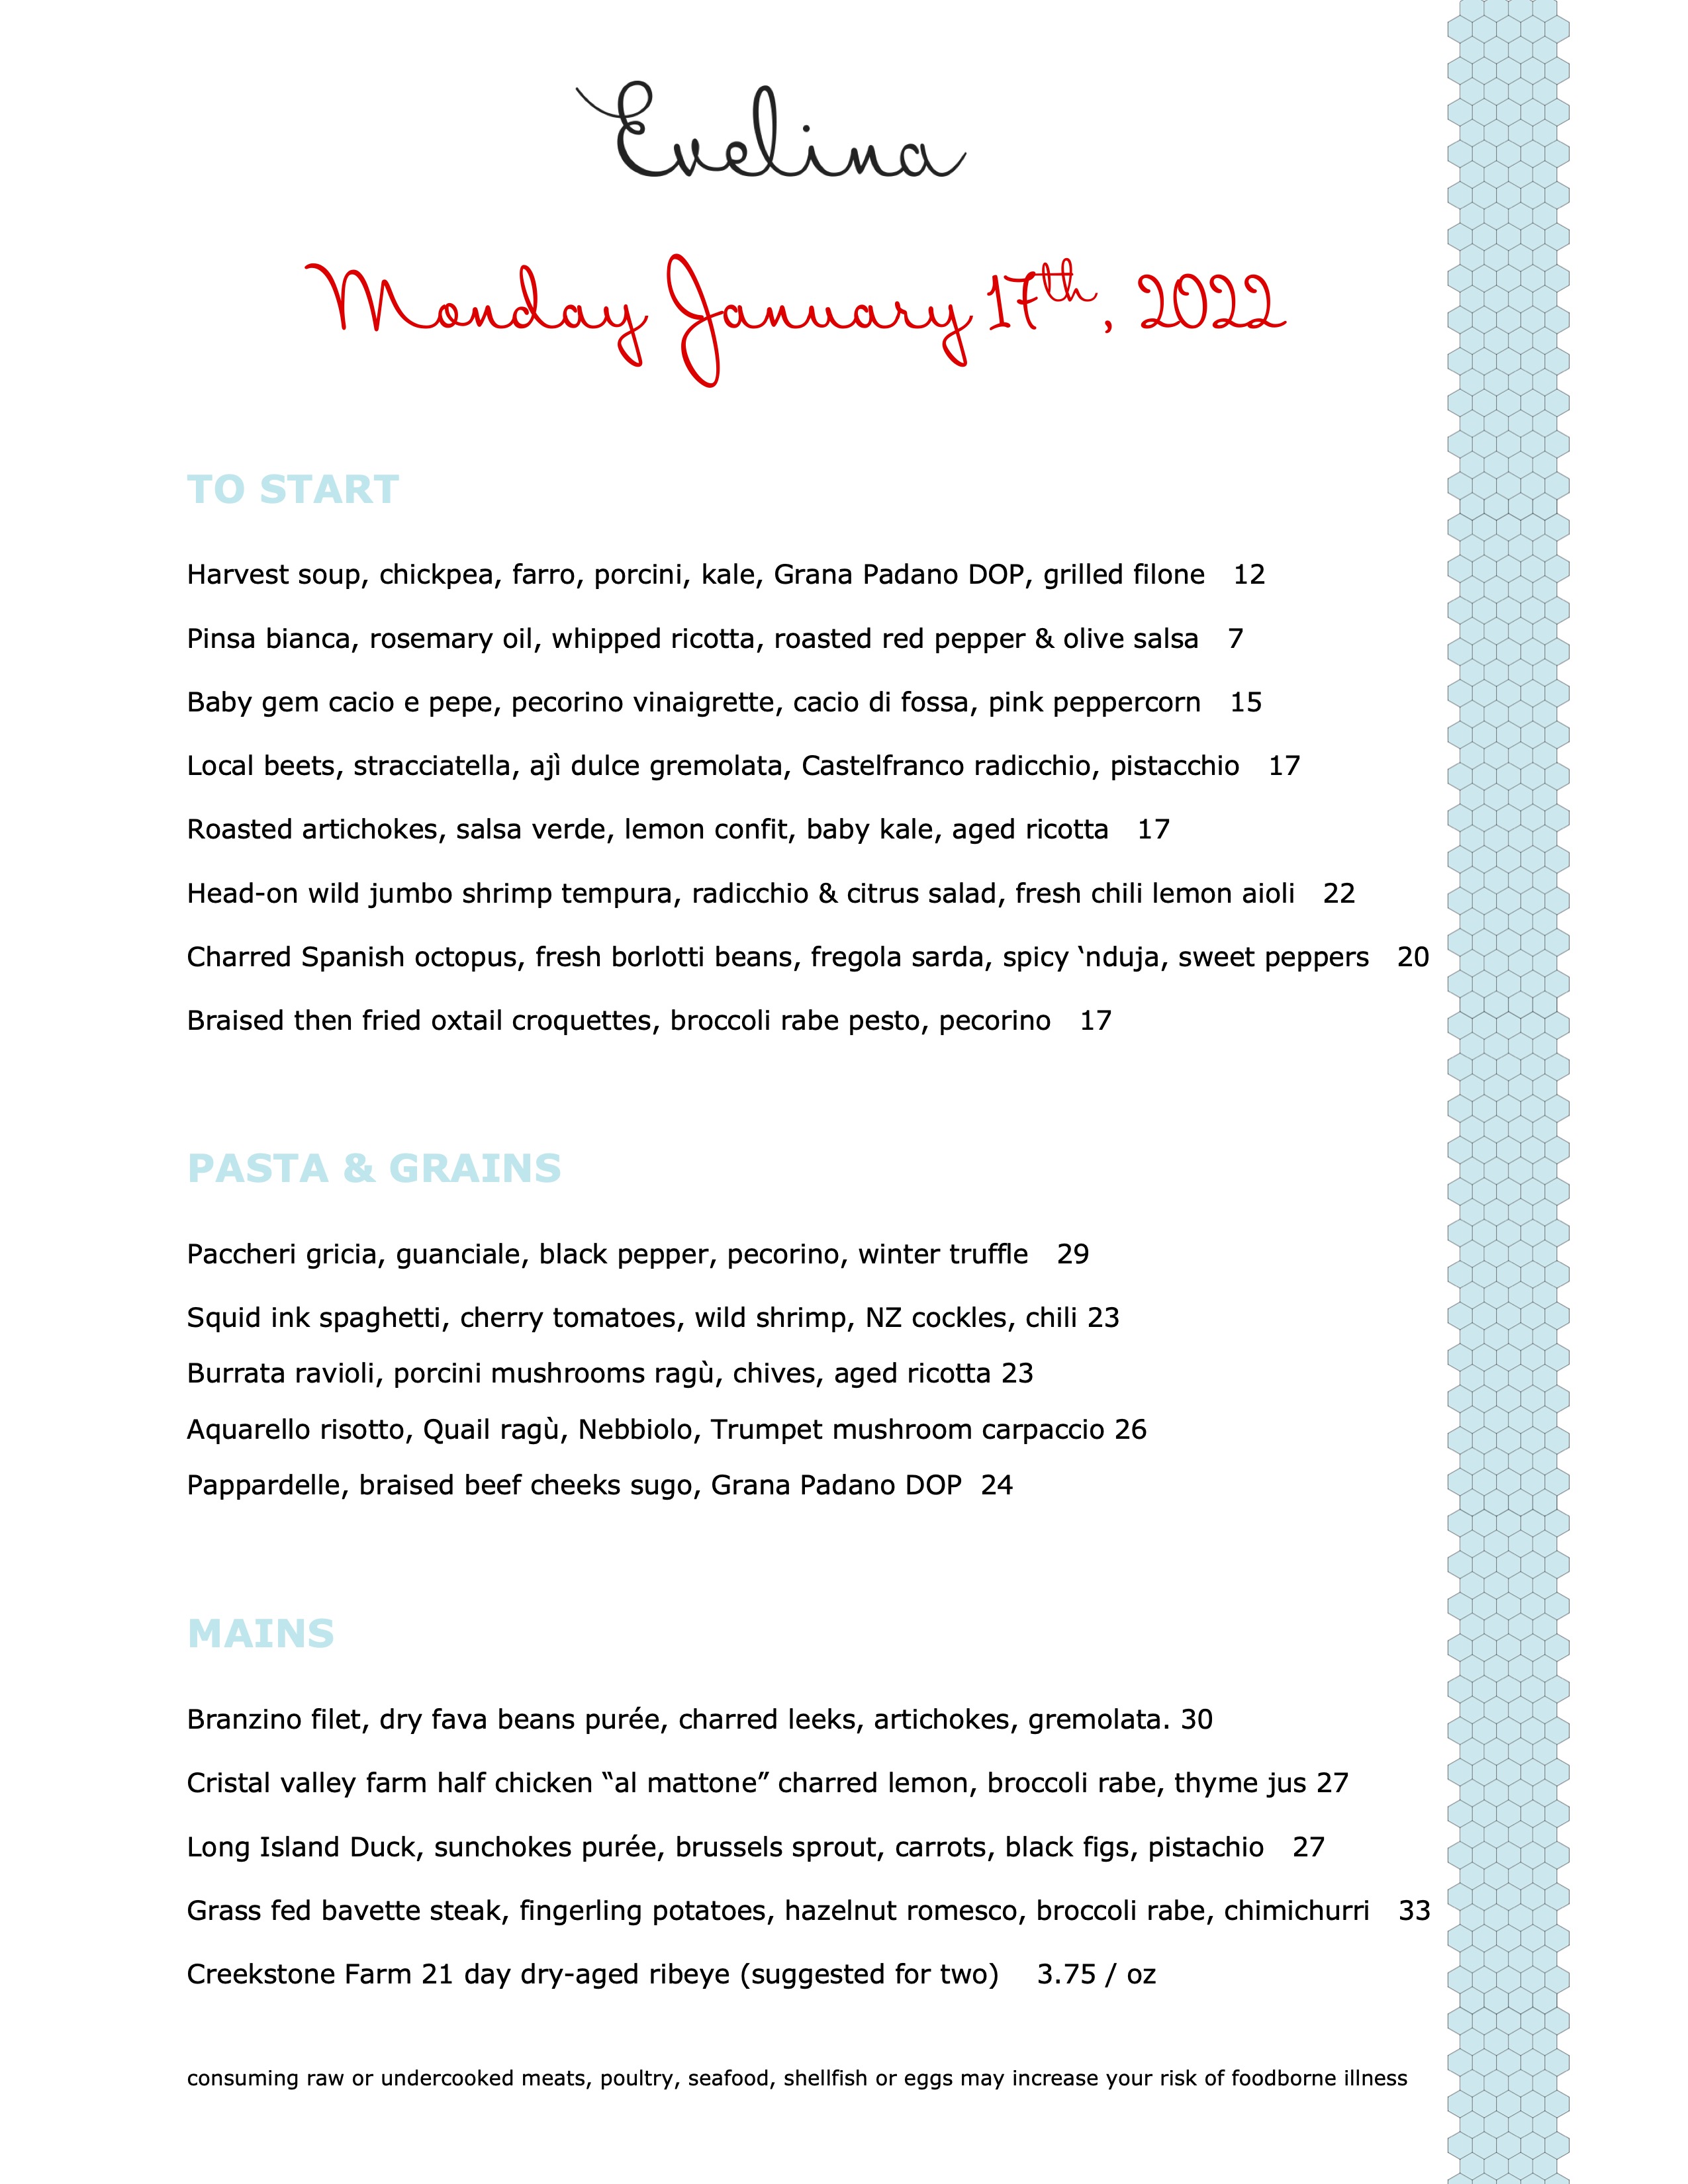 Evelina
Monday January 17th, 2022
TO START
Harvest soup, chickpea, farro, porcini, kale, Grana Padano DOP, grilled filone 12
Pinsa bianca, rosemary oil, whipped ricotta, roasted red pepper & olive salsa 7
Baby gem cacio e pepe, pecorino vinaigrette, cacio di fossa, pink peppercorn 15
Local beets, stracciatella, ajì dulce gremolata, Castelfranco radicchio, pistacchio 17
Roasted artichokes, salsa verde, lemon confit, baby kale, aged ricotta 17
Head-on wild jumbo shrimp tempura, radicchio & citrus salad, fresh chili lemon aioli 22
Charred Spanish octopus, fresh borlotti beans, fregola sarda, spicy ‘nduja, sweet peppers 20
Braised then fried oxtail croquettes, broccoli rabe pesto, pecorino 17
PASTA & GRAINS
Paccheri gricia, guanciale, black pepper, pecorino, winter truffle 29
Squid ink spaghetti, cherry tomatoes, wild shrimp, NZ cockles, chili 23
Burrata ravioli, porcini mushrooms ragù, chives, aged ricotta 23
Aquarello risotto, Quail ragù, Nebbiolo, Trumpet mushroom carpaccio 26
Pappardelle, braised beef cheeks sugo, Grana Padano DOP 24
MAINS
Branzino filet, dry fava beans purée, charred leeks, artichokes, gremolata. 30
Cristal valley farm half chicken “al mattone” charred lemon, broccoli rabe, thyme jus 27
Long Island Duck, sunchokes purée, brussels sprout, carrots, black figs, pistachio 27
Grass fed bavette steak, fingerling potatoes, hazelnut romesco, broccoli rabe, chimichurri 33
Creekstone Farm 21 day dry-aged ribeye (suggested for two) 3.75 / oz
consuming raw or undercooked meats, poultry, seafood, shellfish or eggs may increase your risk of foodborne illness